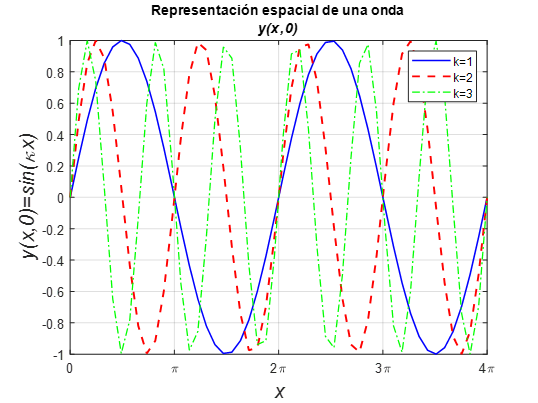 Representación espacial de una onda
y(x,0)
y(x,0)=sin(κx)
1
0.8
0.6
0.4
0.2
0
-0.2
-0.4
-0.6
-0.8
-1
k=1
k=2
k=3
0 π 2π 3π 4π
x